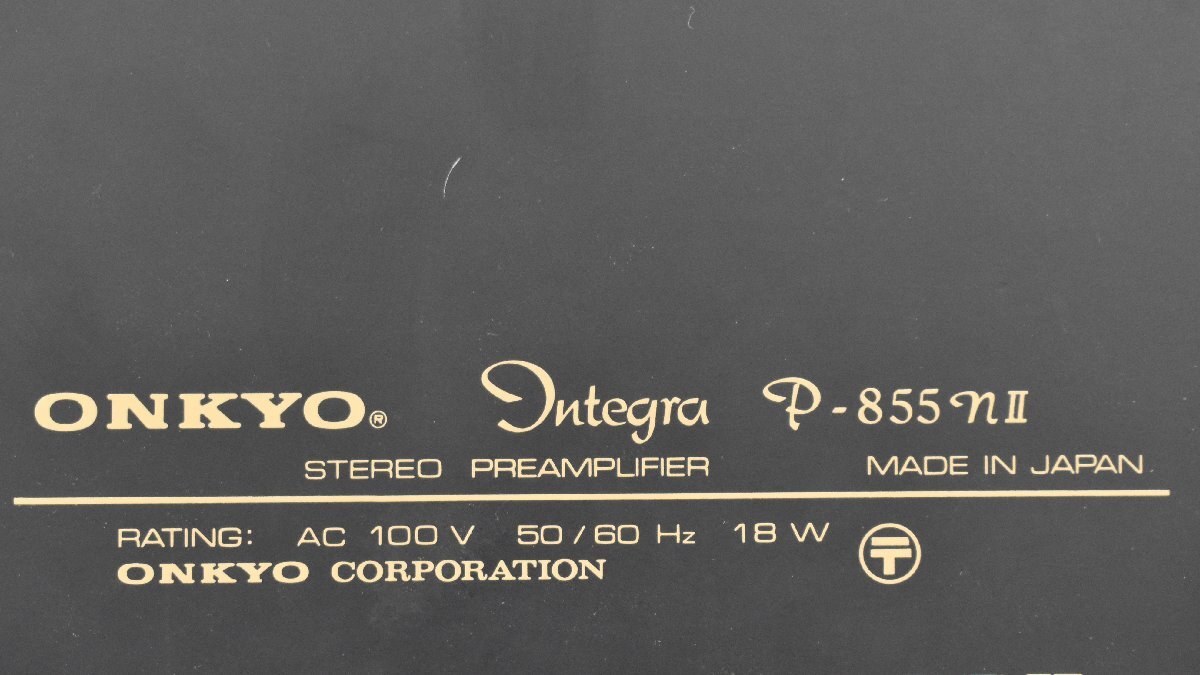 ONKYO® Integra P-855nII
STEREO PREAMPLIFIER MADE IN JAPAN
RATING: AC 100 V 50/60 Hz 18 W
ONKYO CORPORATION